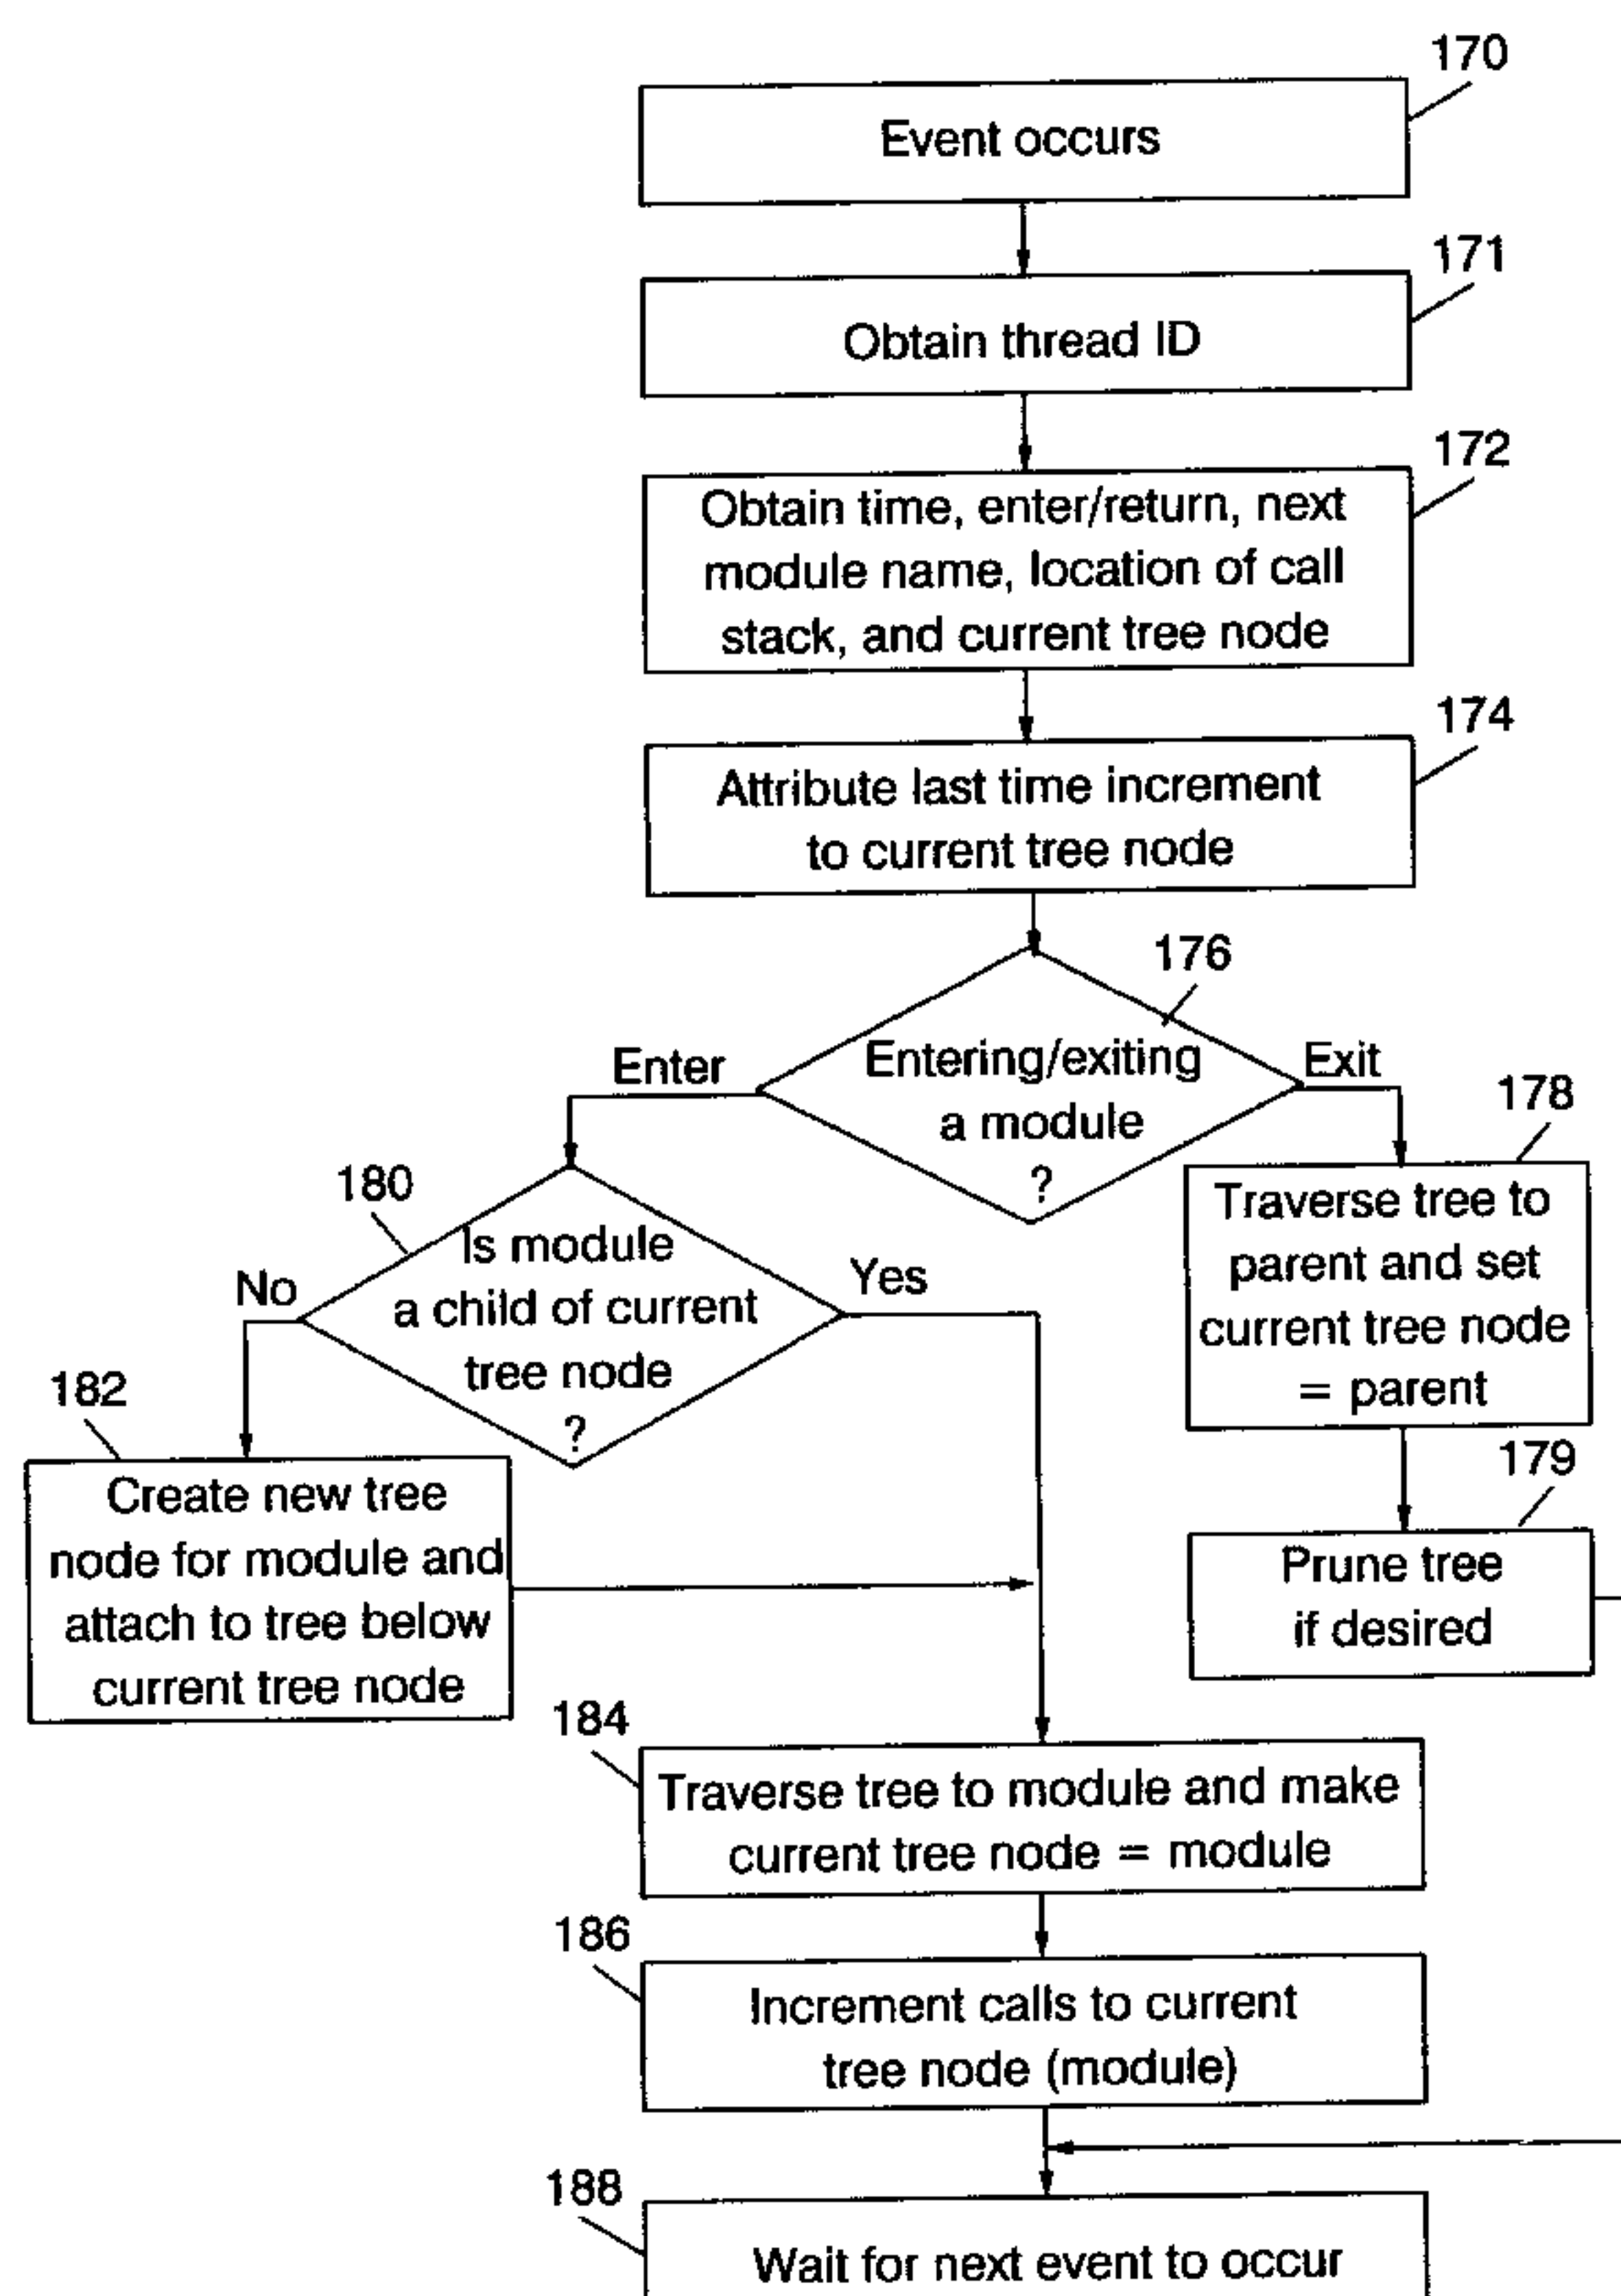 170
Event occurs
171
Obtain thread ID
172
Obtain time, enter/return, next
module name, location of call
stack, and current tree node
174
Attribute last time increment
to current tree node
176
Entering/exiting
a module
?
Enter
Exit
178
Traverse tree to
parent and set
current tree node
= parent
180
Is module
a child of current
tree node
?
No
Yes
182
Create new tree
node for module and
attach to tree below
current tree node
179
Prune tree
if desired
184
Traverse tree to module and make
current tree node = module
186
Increment calls to current
tree node (module)
188
Wait for next event to occur